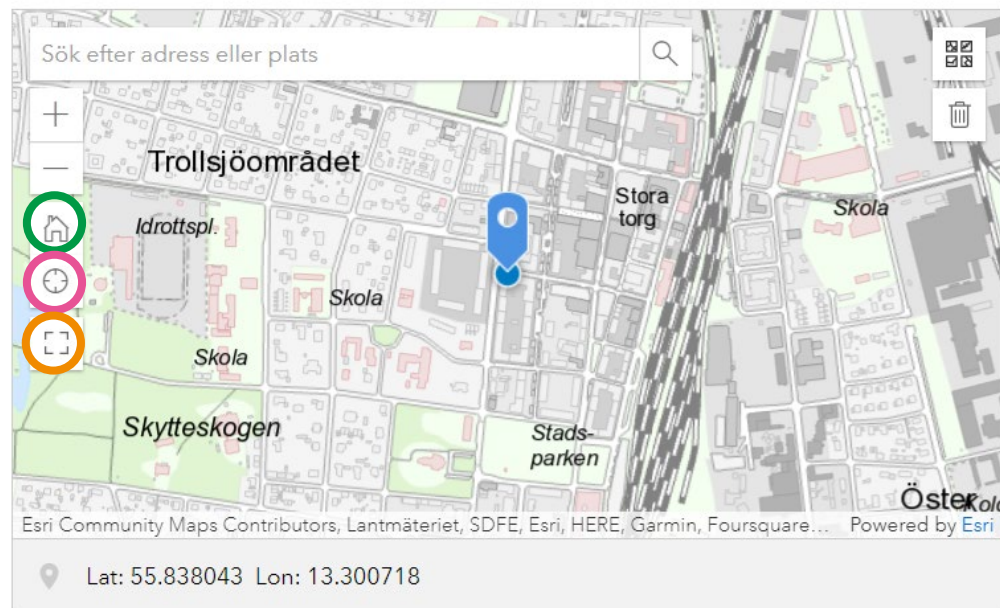 Sök efter adress eller plats
Trollsjöområdet
Stora
torg
Idrottspl.
Skola
Skola
Skola
Skytteskogen
Stads-
parken
Öster
Esri Community Maps Contributors, Lantmäteriet, SDFE, Esri, HERE, Garmin, Foursquare... Powered by Esri
Lat: 55.838043 Lon: 13.300718